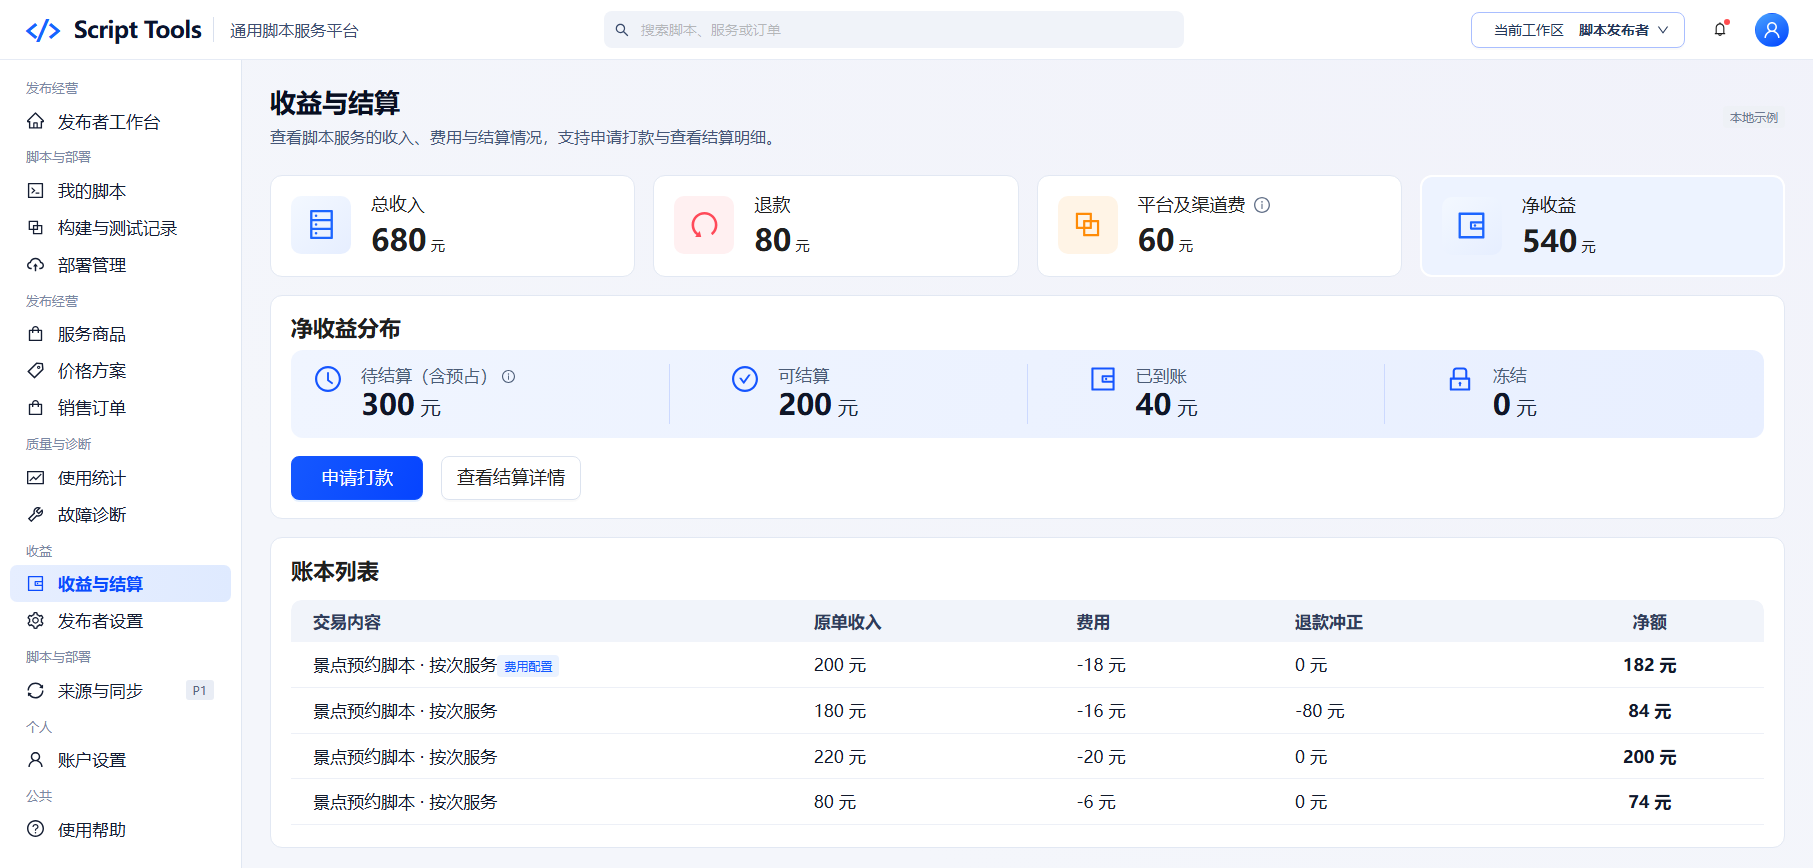 Script Tools 通用脚本服务平台 搜索脚本、服务或订单 当前工作区 脚本发布者
发布经营
发布者工作台
脚本与部署
我的脚本
构建与测试记录
部署管理
发布经营
服务商品
价格方案
销售订单
质量与诊断
使用统计
故障诊断
收益
收益与结算
发布者设置
脚本与部署
来源与同步 P1
个人
账户设置
公共
使用帮助
收益与结算
查看脚本服务的收入、费用与结算情况，支持申请打款与查看结算明细。
本地示例
总收入
680 元
退款
80 元
平台及渠道费
60 元
净收益
540 元
净收益分布
待结算（含预占）
300 元
可结算
200 元
已到账
40 元
冻结
0 元
申请打款 查看结算详情
账本列表
交易内容 原单收入 费用 退款冲正 净额
景点预约脚本 · 按次服务 费用配置 200 元 -18 元 0 元 182 元
景点预约脚本 · 按次服务 180 元 -16 元 -80 元 84 元
景点预约脚本 · 按次服务 220 元 -20 元 0 元 200 元
景点预约脚本 · 按次服务 80 元 -6 元 0 元 74 元